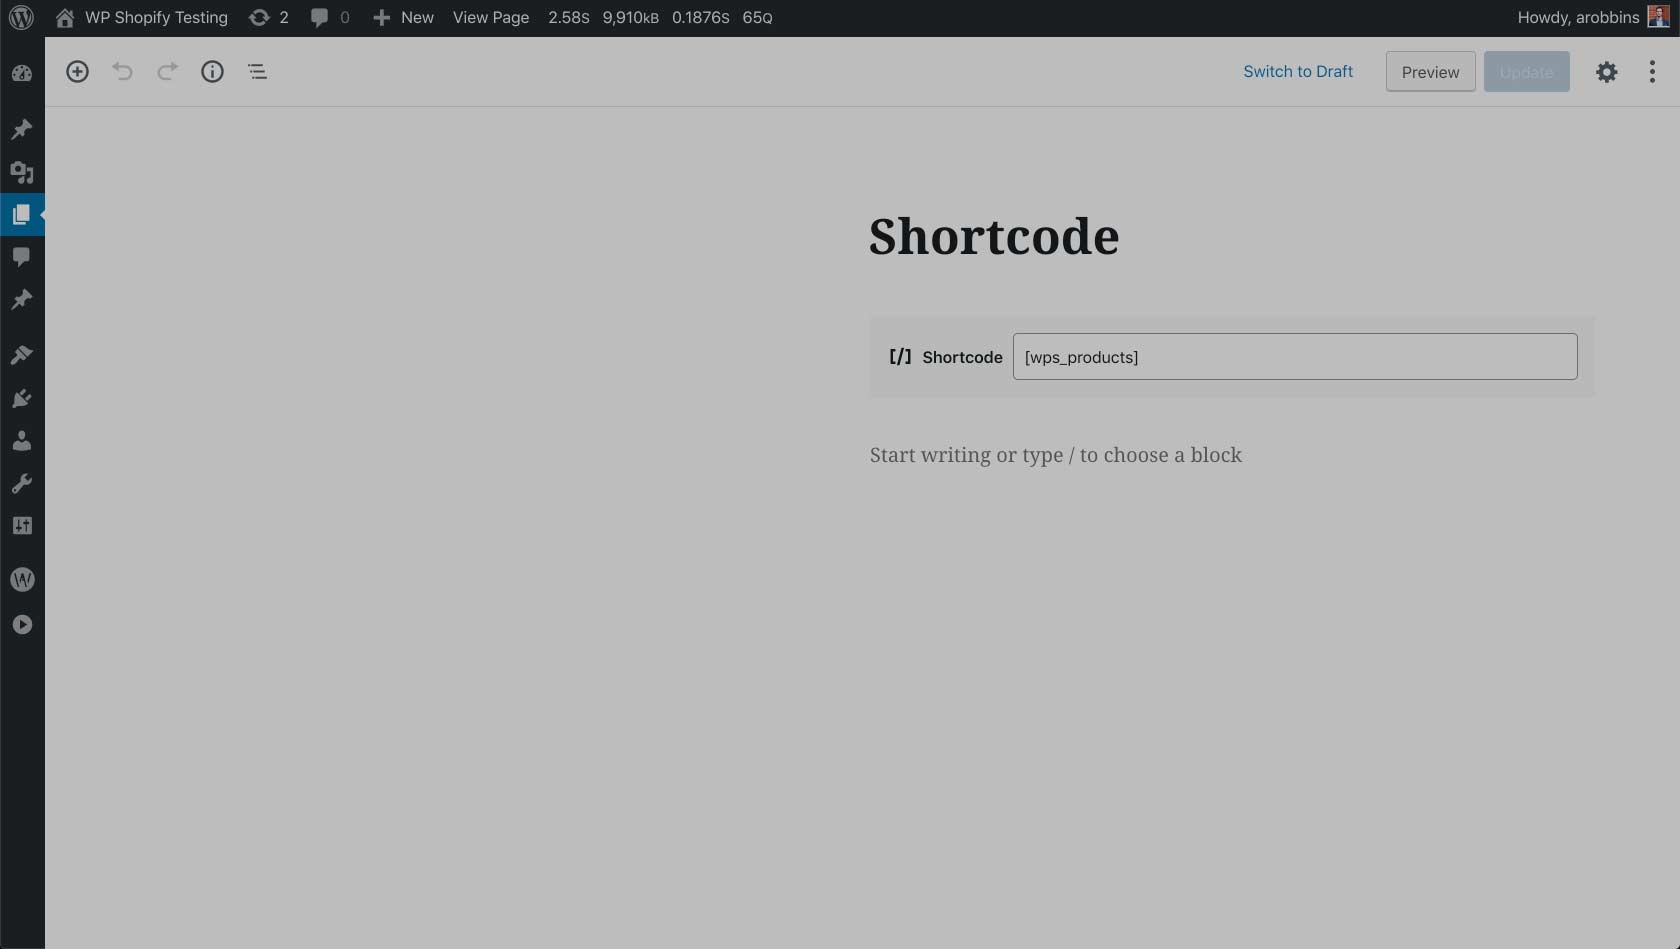 WP Shopify Testing 2 0 New View Page 2.58S 9,910KB 0.1876S 65Q Howdy, arobbins
Switch to Draft Preview Update
Shortcode
[/] Shortcode [wps_products]
Start writing or type / to choose a block